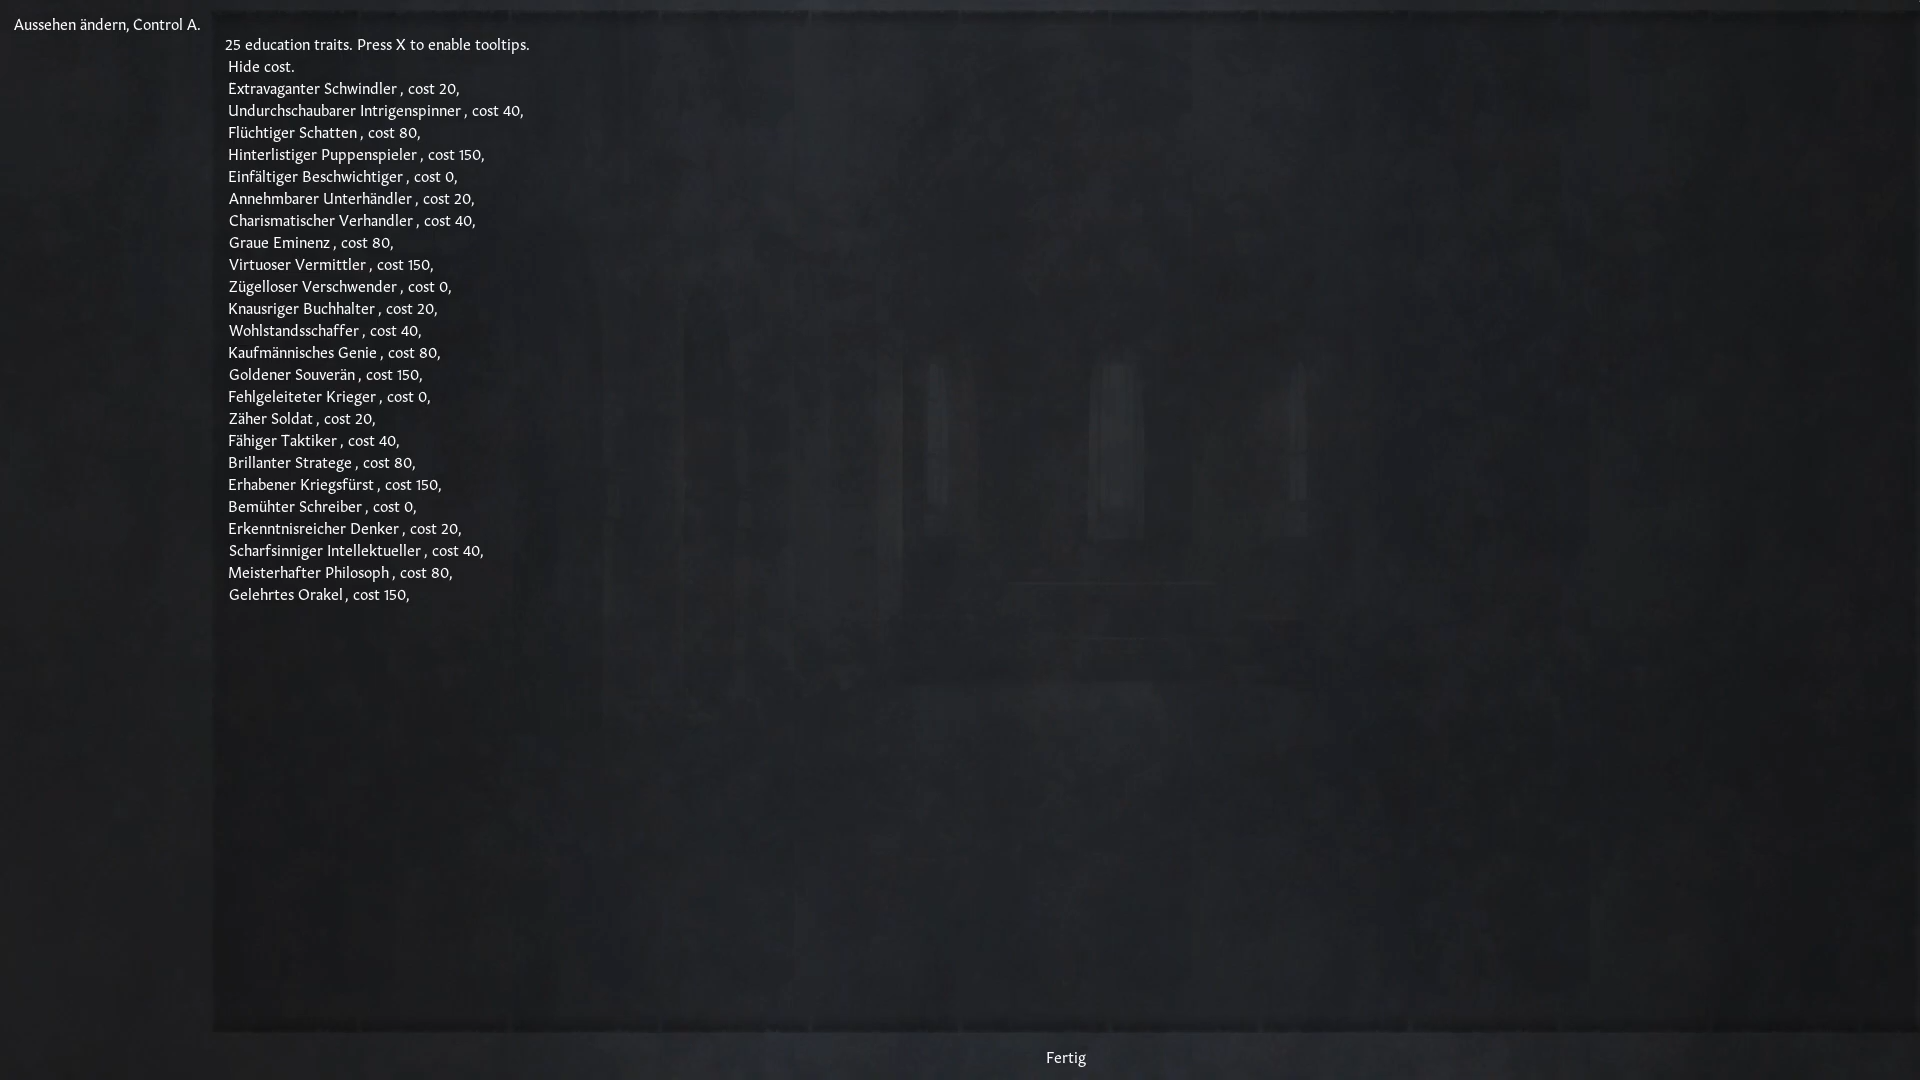 Aussehen ändern, Control A.
25 education traits. Press X to enable tooltips.
Hide cost.
Extravaganter Schwindler , cost 20,
Undurchschaubarer Intrigenspinner , cost 40,
Flüchtiger Schatten , cost 80,
Hinterlistiger Puppenspieler , cost 150,
Einfältiger Beschwichtiger , cost 0,
Annehmbarer Unterhändler , cost 20,
Charismatischer Verhandler , cost 40,
Graue Eminenz , cost 80,
Virtuoser Vermittler , cost 150,
Zügelloser Verschwender , cost 0,
Knausriger Buchhalter , cost 20,
Wohlstandsschaffer , cost 40,
Kaufmännisches Genie , cost 80,
Goldener Souverän , cost 150,
Fehlgeleiteter Krieger , cost 0,
Zäher Soldat , cost 20,
Fähiger Taktiker , cost 40,
Brillanter Stratege , cost 80,
Erhabener Kriegsfürst , cost 150,
Bemühter Schreiber , cost 0,
Erkenntnisreicher Denker , cost 20,
Scharfsinniger Intellektueller , cost 40,
Meisterhafter Philosoph , cost 80,
Gelehrtes Orakel , cost 150,
Fertig